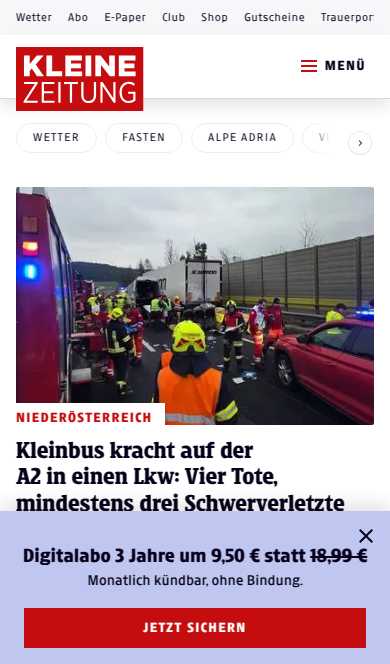 Wetter Abo E-Paper Club Shop Gutscheine
KLEINE
ZEITUNG
MENÜ
WETTER FASTEN ALPE ADRIA
NIEDERÖSTERREICH
Kleinbus kracht auf der
A2 in einen Lkw: Vier Tote,
mindestens drei Schwerverletzte
Digitalabo 3 Jahre um 9,50 € statt 18,99 €
Monatlich kündbar, ohne Bindung.
JETZT SICHERN